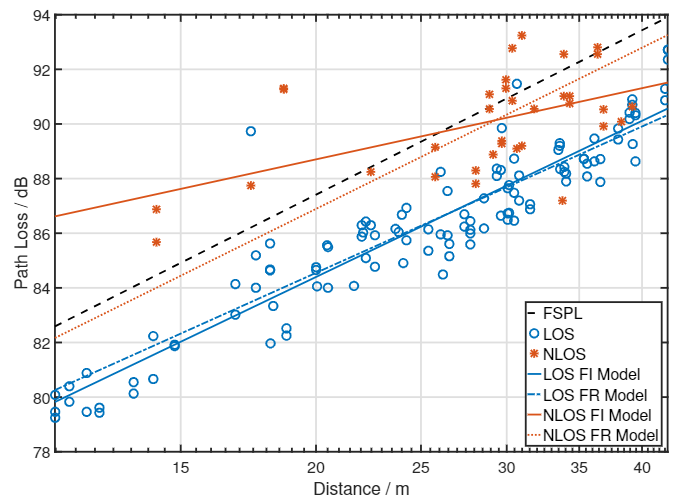 94
92
90
88
86
84
82
80
78
Path Loss / dB
15
20
25
30
35
40
Distance / m
FSPL
LOS
NLOS
LOS FI Model
LOS FR Model
NLOS FI Model
NLOS FR Model